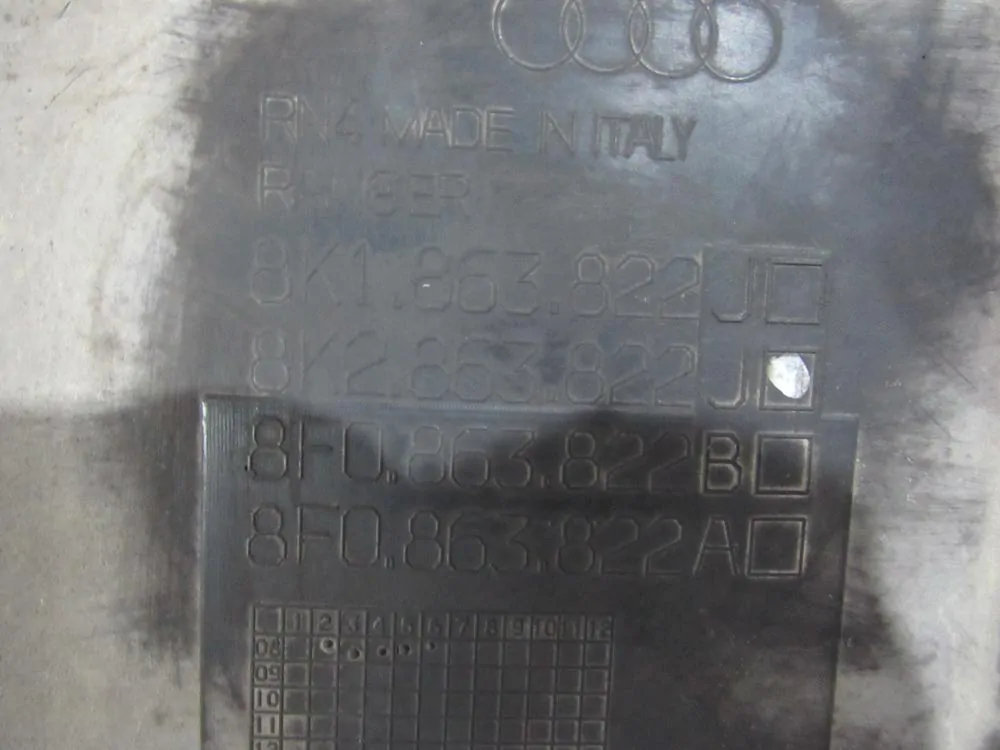 RN4 MADE IN ITALY
8K1.863.822J
8K2.863.822J
8F0.863.822B
8F0.863.822A
1 2 3 4 5 6 7 8 9 10 11 12
08
09
10
11
12